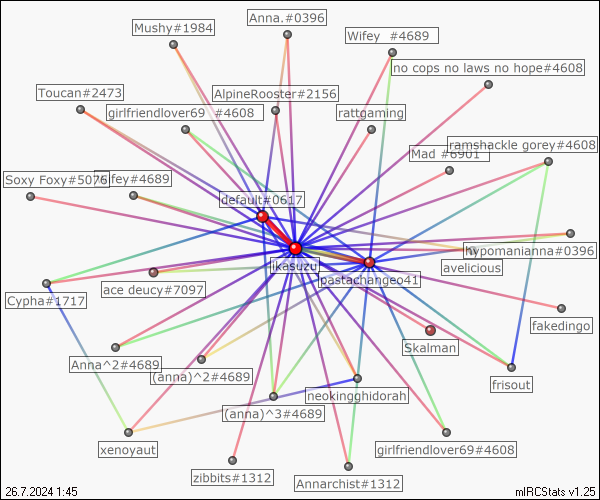 Anna.#0396
Mushy#1984
Wifey  #4689
no cops no laws no hope#4608
Toucan#2473
AlpineRooster#2156
girlfriendlover69  #4608
rattgaming
ramshackle gorey#4608
Mad #6901
Soxy Foxy#5076
ifey#4689
default#0617
hypomanianna#0396
ikasuzu
avelicious
pastachangeo41
ace deucy#7097
Cypha#1717
fakedingo
Skalman
Anna^2#4689
(anna)^2#4689
frisout
neokingghidorah
(anna)^3#4689
xenoyaut
girlfriendlover69#4608
zibbits#1312
Annarchist#1312
26.7.2024 1:45
mIRCStats v1.25